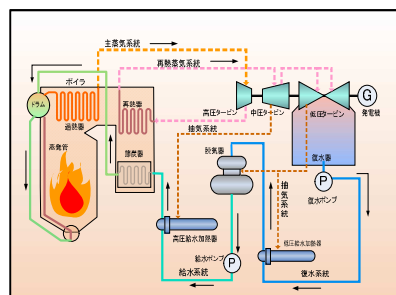 主蒸気系統
再熱蒸気系統
ボイラ
ドラム
過熱器
再熱器
高圧タービン
中圧タービン
低圧タービン
G
発電機
抽気系統
蒸発管
節炭器
脱気器
復水器
抽気系統
P
復水ポンプ
高圧給水加熱器
低圧給水加熱器
給水ポンプ
P
給水系統
復水系統